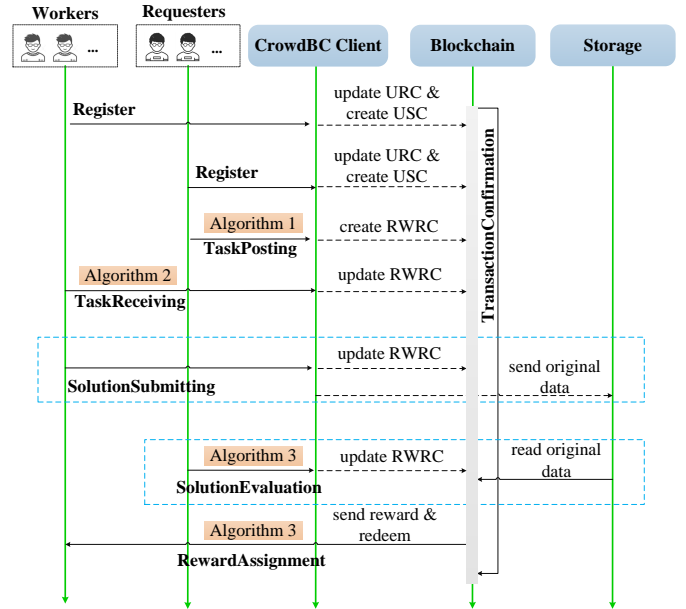 Workers
Requesters
...
...
CrowdBC Client
Blockchain
Storage
Register
update URC &
create USC
Register
update URC &
create USC
TransactionConfirmation
Algorithm 1
TaskPosting
create RWRC
Algorithm 2
TaskReceiving
update RWRC
SolutionSubmitting
update RWRC
send original
data
Algorithm 3
SolutionEvaluation
update RWRC
read original
data
Algorithm 3
RewardAssignment
send reward &
redeem